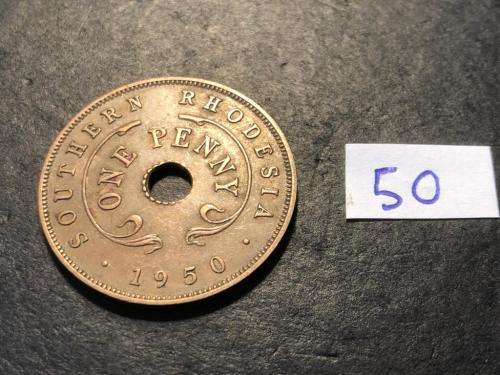 SOUTHERN RHODESIA
ONE PENNY
· 1950 ·
50